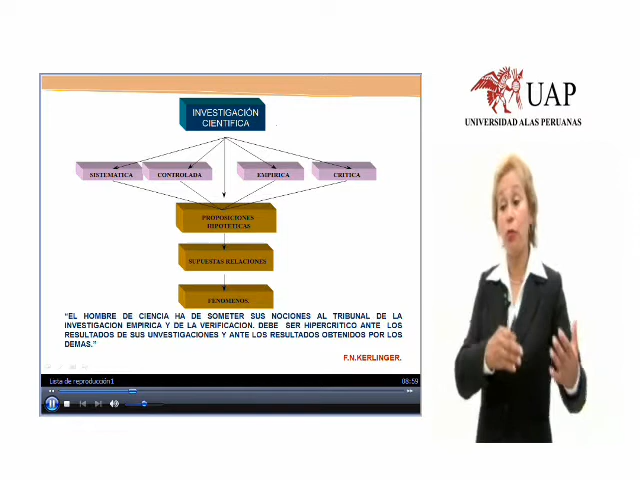 INVESTIGACIÓN
CIENTIFICA
SISTEMATICA
CONTROLADA
EMPIRICA
CRITICA
PROPOSICIONES
HIPOTÉTICAS
SUPUESTAS RELACIONES
FENOMENOS.
"EL HOMBRE DE CIENCIA HA DE SOMETER SUS NOCIONES AL TRIBUNAL DE LA
INVESTIGACION EMPIRICA Y DE LA VERIFICACION. DEBE SER HIPERCRITICO ANTE LOS
RESULTADOS DE SUS UNVESTIGACIONES Y ANTE LOS RESULTADOS OBTENIDOS POR LOS
DEMAS."
F.N.KERLINGER.
Lista de reproducción1
08:59
UAP
UNIVERSIDAD ALAS PERUANAS